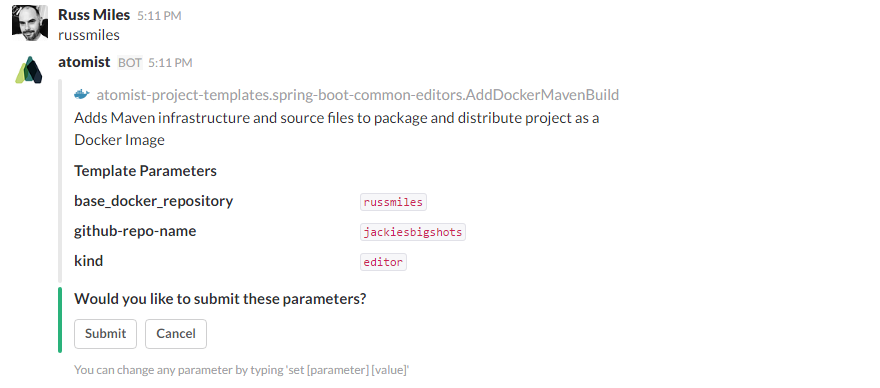 Russ Miles 5:11 PM
russmiles
atomist BOT 5:11 PM
atomist-project-templates.spring-boot-common-editors.AddDockerMavenBuild
Adds Maven infrastructure and source files to package and distribute project as a
Docker Image
Template Parameters
base_docker_repository russmiles
github-repo-name jackiesbigshots
kind editor
Would you like to submit these parameters?
Submit Cancel
You can change any parameter by typing 'set [parameter] [value]'